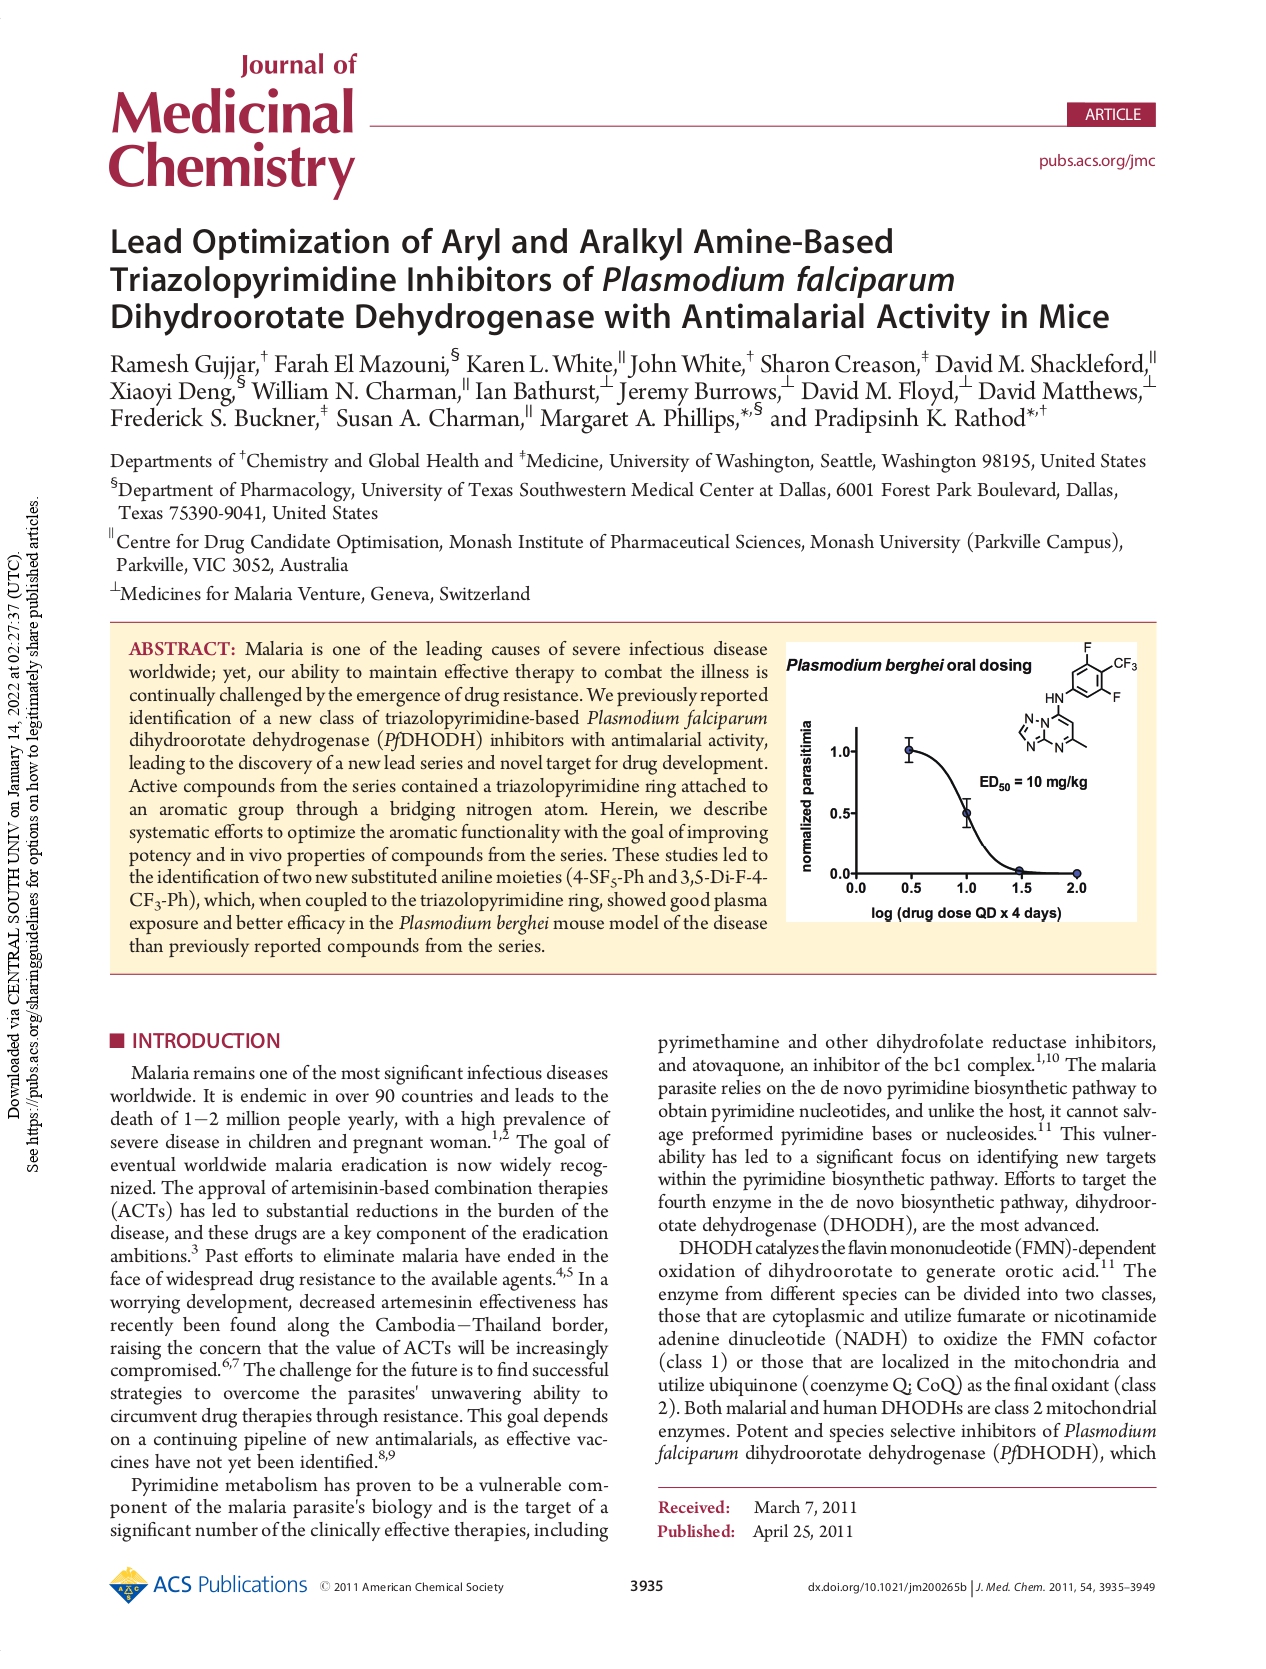 Journal of
Medicinal
Chemistry
ARTICLE
pubs.acs.org/jmc
Lead Optimization of Aryl and Aralkyl Amine-Based
Triazolopyrimidine Inhibitors of Plasmodium falciparum
Dihydroorotate Dehydrogenase with Antimalarial Activity in Mice
Ramesh Gujjar,† Farah El Mazouni,§ Karen L. White,|| John White,† Sharon Creason,‡ David M. Shackleford,||
Xiaoyi Deng,§ William N. Charman,|| Ian Bathurst,⊥ Jeremy Burrows,⊥ David M. Floyd,⊥ David Matthews,⊥
Frederick S. Buckner,‡ Susan A. Charman,|| Margaret A. Phillips,*,§ and Pradipsinh K. Rathod*,†
Departments of †Chemistry and Global Health and ‡Medicine, University of Washington, Seattle, Washington 98195, United States
§Department of Pharmacology, University of Texas Southwestern Medical Center at Dallas, 6001 Forest Park Boulevard, Dallas,
Texas 75390-9041, United States
||Centre for Drug Candidate Optimisation, Monash Institute of Pharmaceutical Sciences, Monash University (Parkville Campus),
Parkville, VIC 3052, Australia
⊥Medicines for Malaria Venture, Geneva, Switzerland
ABSTRACT: Malaria is one of the leading causes of severe infectious disease
worldwide; yet, our ability to maintain effective therapy to combat the illness is
continually challenged by the emergence of drug resistance. We previously reported
identification of a new class of triazolopyrimidine-based Plasmodium falciparum
dihydroorotate dehydrogenase (PfDHODH) inhibitors with antimalarial activity,
leading to the discovery of a new lead series and novel target for drug development.
Active compounds from the series contained a triazolopyrimidine ring attached to
an aromatic group through a bridging nitrogen atom. Herein, we describe
systematic efforts to optimize the aromatic functionality with the goal of improving
potency and in vivo properties of compounds from the series. These studies led to
the identification of two new substituted aniline moieties (4-SF5-Ph and 3,5-Di-F-4-
CF3-Ph), which, when coupled to the triazolopyrimidine ring, showed good plasma
exposure and better efficacy in the Plasmodium berghei mouse model of the disease
than previously reported compounds from the series.
Plasmodium berghei oral dosing
F
CF3
F
HN
N
N
N
N
ED50 = 10 mg/kg
normalized parasitimia
1.0
0.5
0.0
0.0 0.5 1.0 1.5 2.0
log (drug dose QD x 4 days)
INTRODUCTION
Malaria remains one of the most significant infectious diseases
worldwide. It is endemic in over 90 countries and leads to the
death of 1−2 million people yearly, with a high prevalence of
severe disease in children and pregnant woman.1,2 The goal of
eventual worldwide malaria eradication is now widely recog-
nized. The approval of artemisinin-based combination therapies
(ACTs) has led to substantial reductions in the burden of the
disease, and these drugs are a key component of the eradication
ambitions.3 Past efforts to eliminate malaria have ended in the
face of widespread drug resistance to the available agents.4,5 In a
worrying development, decreased artemesinin effectiveness has
recently been found along the Cambodia−Thailand border,
raising the concern that the value of ACTs will be increasingly
compromised.6,7 The challenge for the future is to find successful
strategies to overcome the parasites' unwavering ability to
circumvent drug therapies through resistance. This goal depends
on a continuing pipeline of new antimalarials, as effective vac-
cines have not yet been identified.8,9
Pyrimidine metabolism has proven to be a vulnerable com-
ponent of the malaria parasite's biology and is the target of a
significant number of the clinically effective therapies, including
pyrimethamine and other dihydrofolate reductase inhibitors,
and atovaquone, an inhibitor of the bc1 complex.1,10 The malaria
parasite relies on the de novo pyrimidine biosynthetic pathway to
obtain pyrimidine nucleotides, and unlike the host, it cannot salv-
age preformed pyrimidine bases or nucleosides.11 This vulner-
ability has led to a significant focus on identifying new targets
within the pyrimidine biosynthetic pathway. Efforts to target the
fourth enzyme in the de novo biosynthetic pathway, dihydroor-
otate dehydrogenase (DHODH), are the most advanced.
DHODH catalyzes the flavin mononucleotide (FMN)-dependent
oxidation of dihydroorotate to generate orotic acid.11 The
enzyme from different species can be divided into two classes,
those that are cytoplasmic and utilize fumarate or nicotinamide
adenine dinucleotide (NADH) to oxidize the FMN cofactor
(class 1) or those that are localized in the mitochondria and
utilize ubiquinone (coenzyme Q; CoQ) as the final oxidant (class
2). Both malarial and human DHODHs are class 2 mitochondrial
enzymes. Potent and species selective inhibitors of Plasmodium
falciparum dihydroorotate dehydrogenase (PfDHODH), which
Received: March 7, 2011
Published: April 25, 2011
ACS Publications © 2011 American Chemical Society
3935
dx.doi.org/10.1021/jm200265b | J. Med. Chem. 2011, 54, 3935–3949
Downloaded via CENTRAL SOUTH UNIV on January 14, 2022 at 02:27:37 (UTC).
See https://pubs.acs.org/sharingguidelines for options on how to legitimately share published articles.